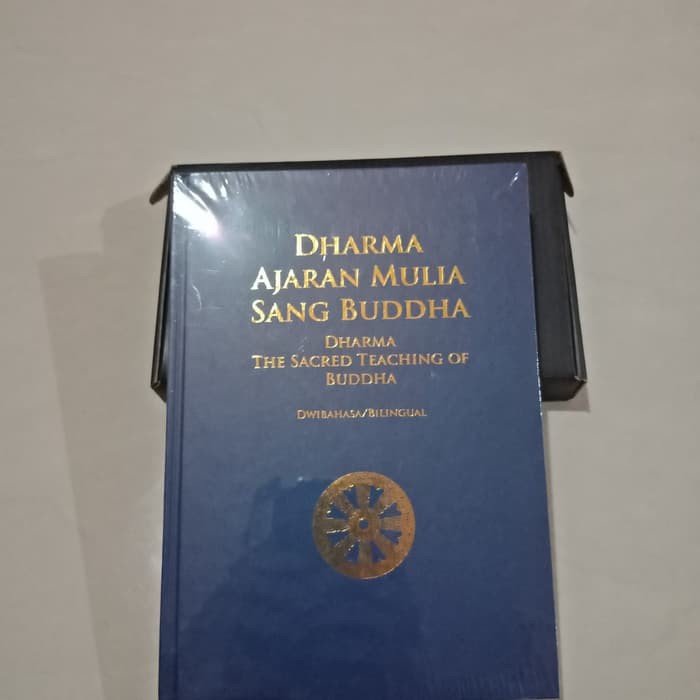 Dharma
Ajaran Mulia
Sang Buddha
Dharma
The Sacred Teaching of
Buddha
Dwibahasa/Bilingual